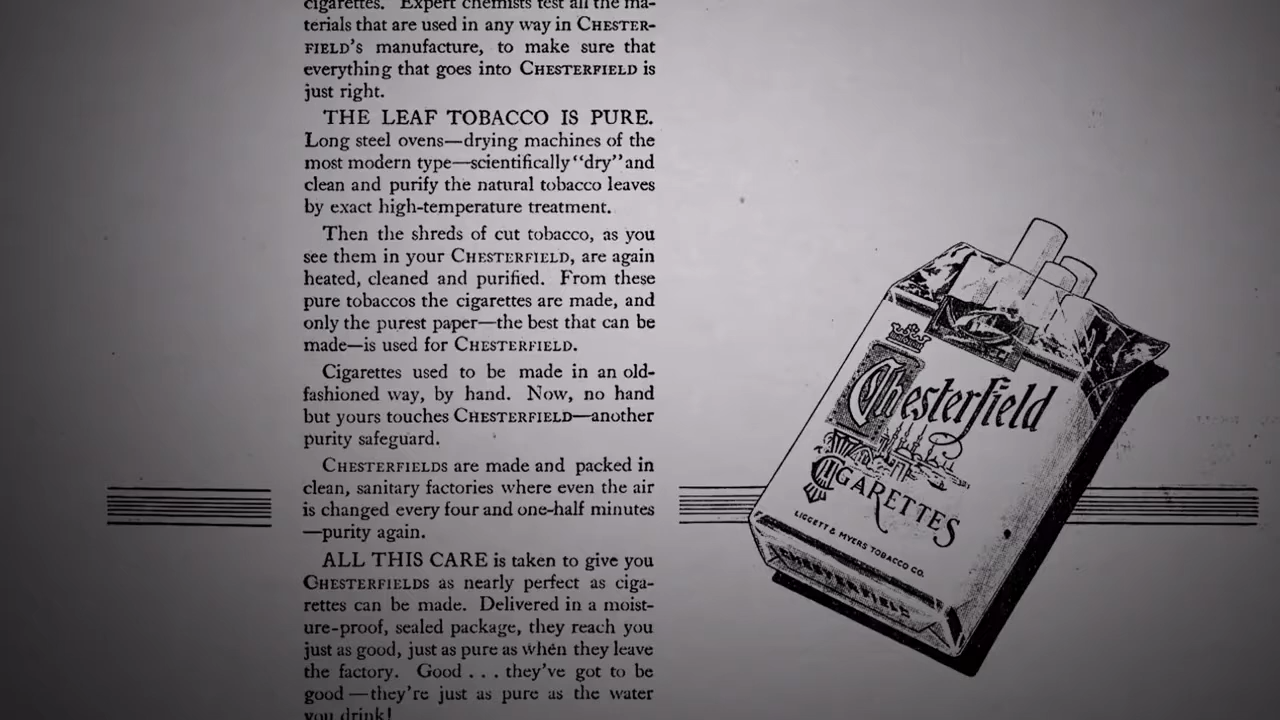 cigarettes. Expert chemists test all the ma-
terials that are used in any way in CHESTER-
FIELD'S manufacture, to make sure that
everything that goes into CHESTERFIELD is
just right.
THE LEAF TOBACCO IS PURE.
Long steel ovens—drying machines of the
most modern type—scientifically "dry" and
clean and purify the natural tobacco leaves
by exact high-temperature treatment.
Then the shreds of cut tobacco, as you
see them in your CHESTERFIELD, are again
heated, cleaned and purified. From these
pure tobaccos the cigarettes are made, and
only the purest paper—the best that can be
made—is used for CHESTERFIELD.
Cigarettes used to be made in an old-
fashioned way, by hand. Now, no hand
but yours touches CHESTERFIELD—another
purity safeguard.
CHESTERFIELDS are made and packed in
clean, sanitary factories where even the air
is changed every four and one-half minutes
—purity again.
ALL THIS CARE is taken to give you
CHESTERFIELDS as nearly perfect as ciga-
rettes can be made. Delivered in a moist-
ure-proof, sealed package, they reach you
just as good, just as pure as when they leave
the factory. Good . . . they've got to be
good—they're just as pure as the water
you drink!
Chesterfield
CIGARETTES
LIGGETT & MYERS TOBACCO CO.
CHESTERFIELD